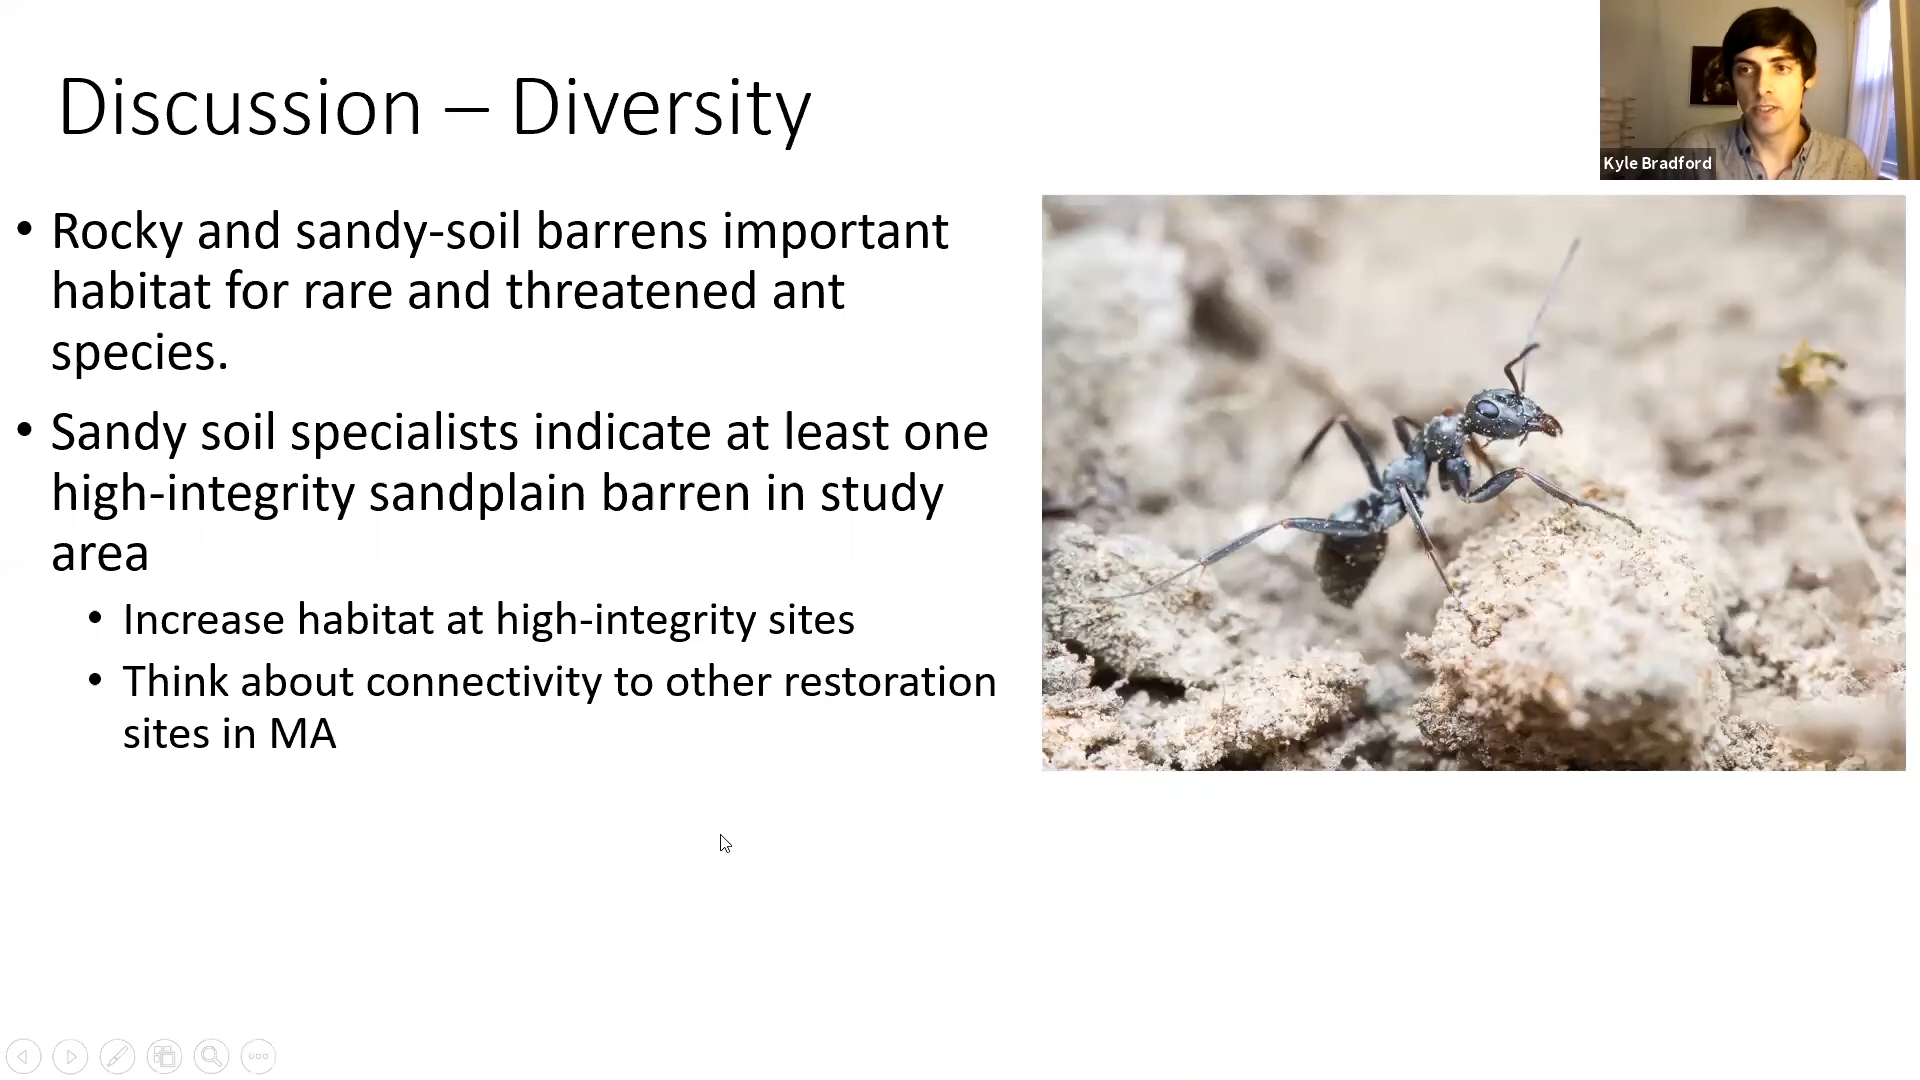 Discussion – Diversity
Kyle Bradford
• Rocky and sandy-soil barrens important
habitat for rare and threatened ant
species.
• Sandy soil specialists indicate at least one
high-integrity sandplain barren in study
area
• Increase habitat at high-integrity sites
• Think about connectivity to other restoration
sites in MA